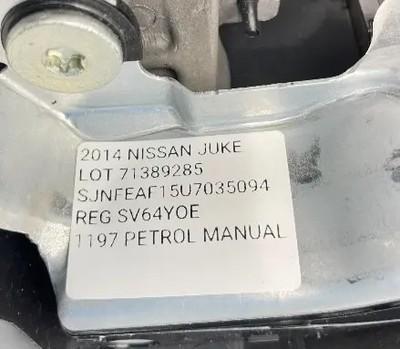 2014 NISSAN JUKE
LOT 71389285
SJNFEAF15U7035094
REG SV64YOE
1197 PETROL MANUAL